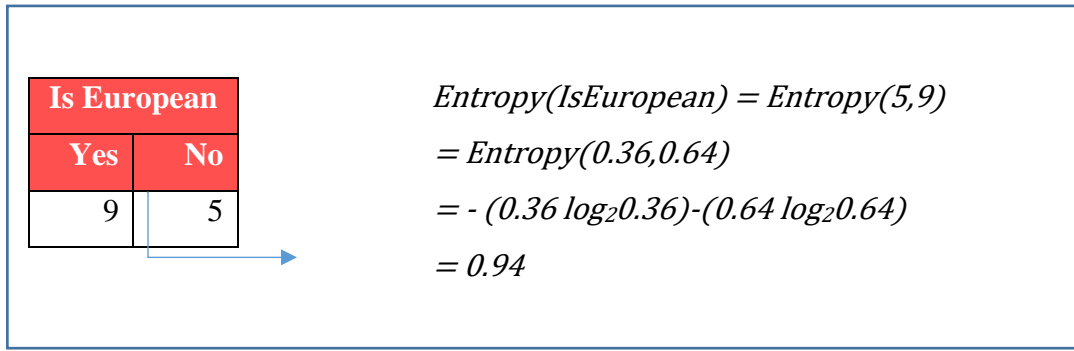 Is European
Yes No
9 5
Entropy(IsEuropean) = Entropy(5,9)
= Entropy(0.36,0.64)
= - (0.36 log₂0.36)-(0.64 log₂0.64)
= 0.94